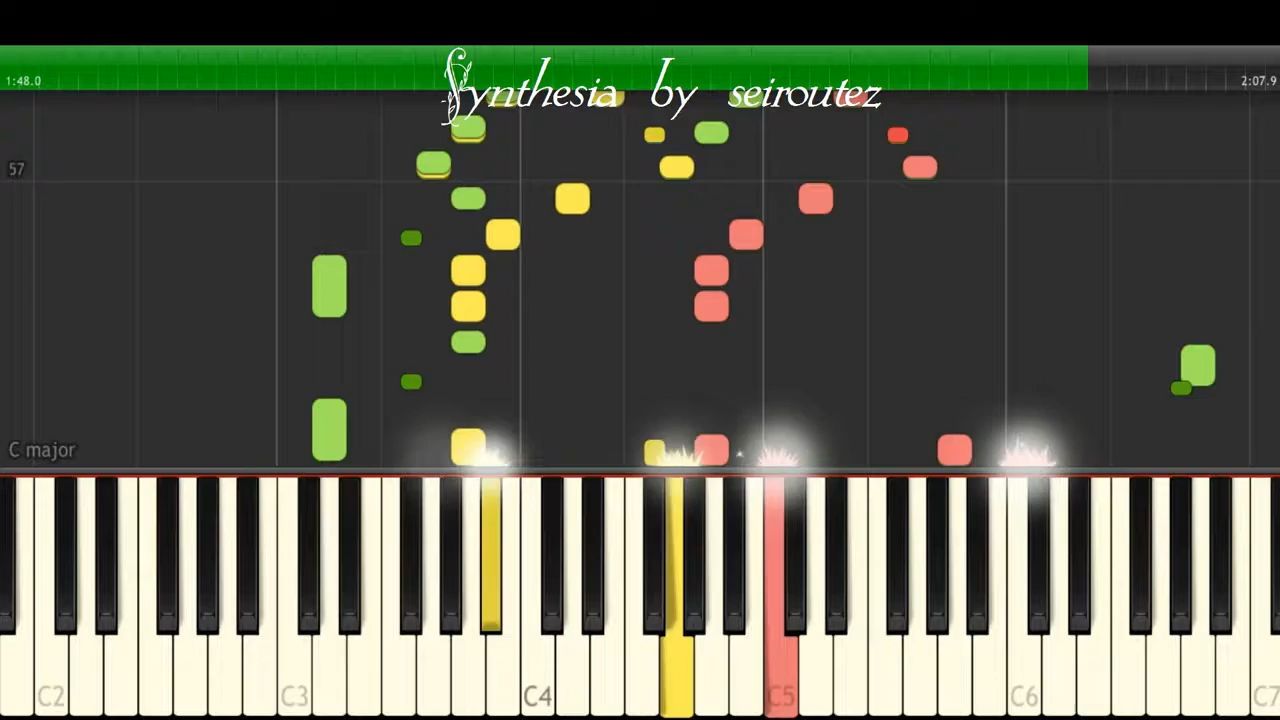 Synthesia by seiroutez
1:48.0
2:07.9
57
C major
C2
C3
C4
C5
C6
C7